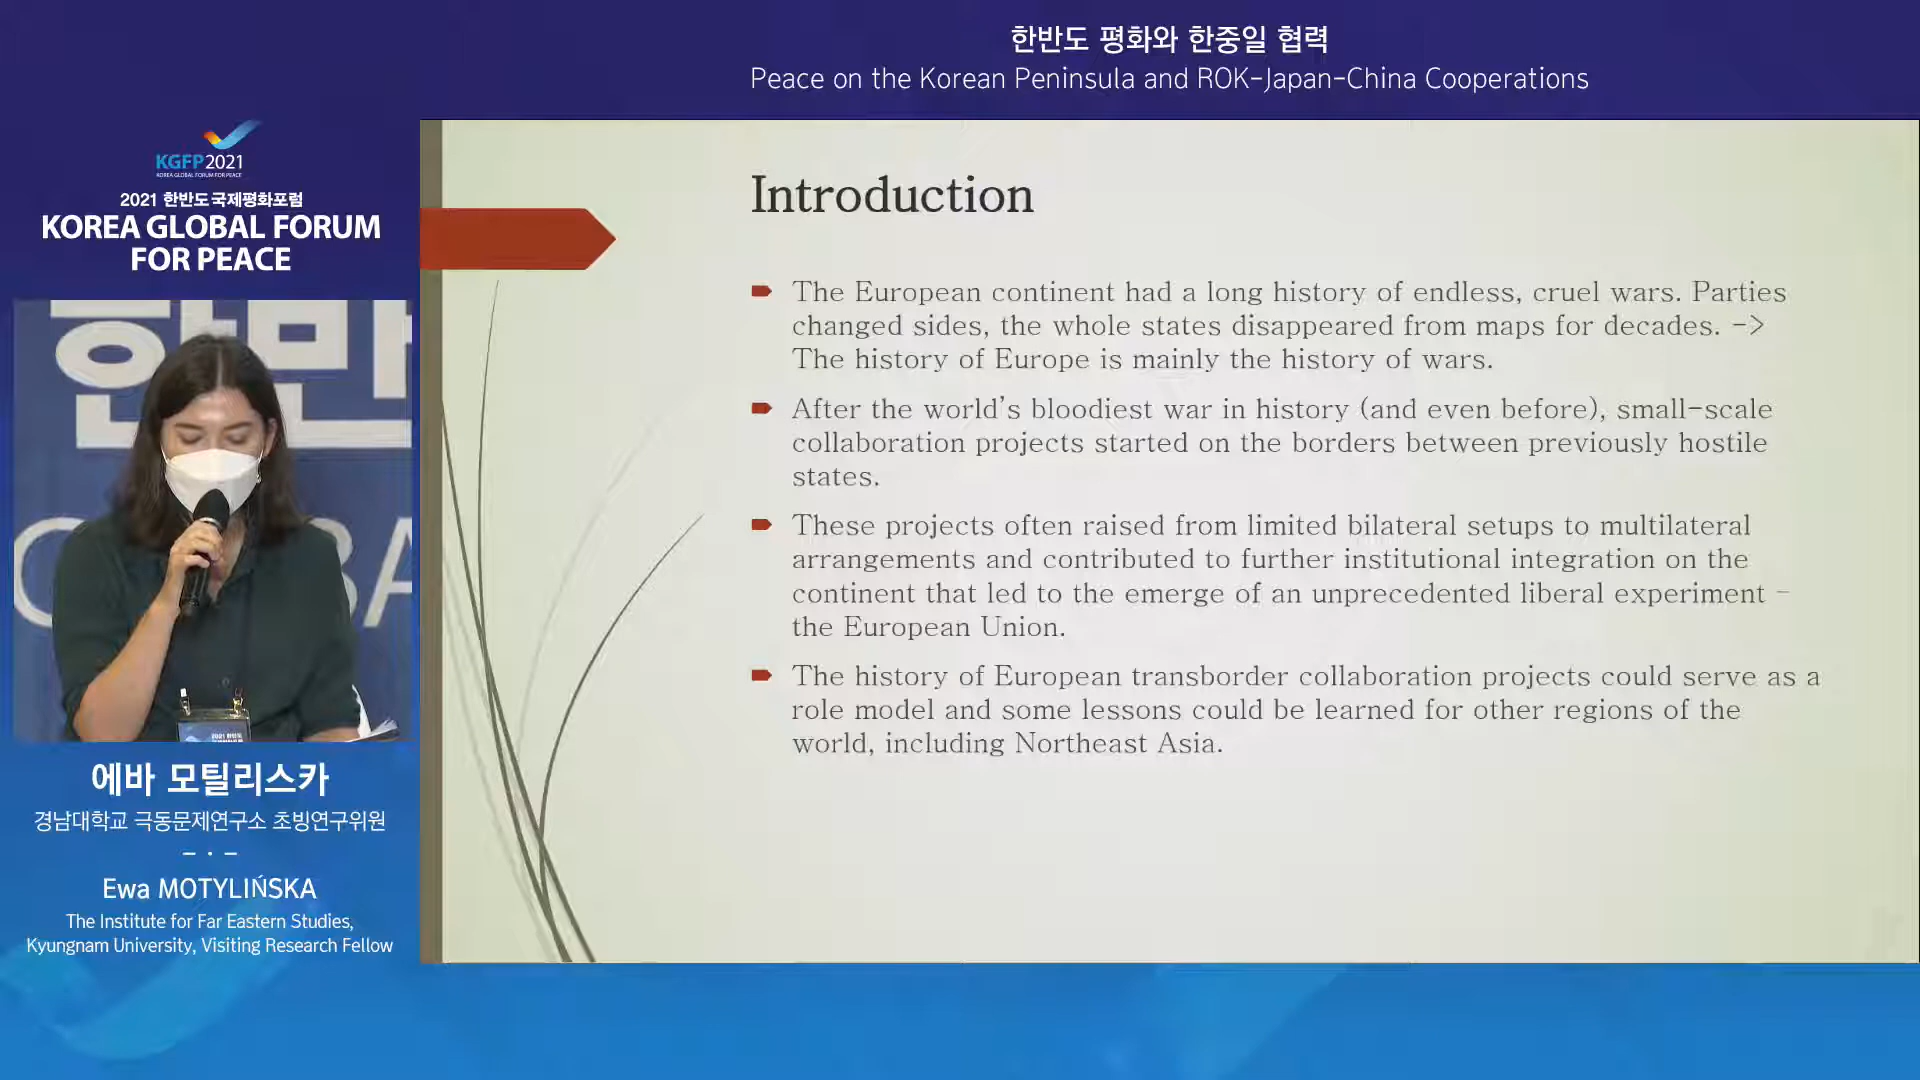 한반도 평화와 한중일 협력
Peace on the Korean Peninsula and ROK-Japan-China Cooperations
KGFP2021
KOREA GLOBAL FORUM FOR PEACE
2021 한반도국제평화포럼
KOREA GLOBAL FORUM
FOR PEACE
한반
에바 모틸리스카
경남대학교 극동문제연구소 초빙연구위원
Ewa MOTYLIŃSKA
The Institute for Far Eastern Studies,
Kyungnam University, Visiting Research Fellow
Introduction
The European continent had a long history of endless, cruel wars. Parties
changed sides, the whole states disappeared from maps for decades. ->
The history of Europe is mainly the history of wars.
After the world's bloodiest war in history (and even before), small-scale
collaboration projects started on the borders between previously hostile
states.
These projects often raised from limited bilateral setups to multilateral
arrangements and contributed to further institutional integration on the
continent that led to the emerge of an unprecedented liberal experiment –
the European Union.
The history of European transborder collaboration projects could serve as a
role model and some lessons could be learned for other regions of the
world, including Northeast Asia.